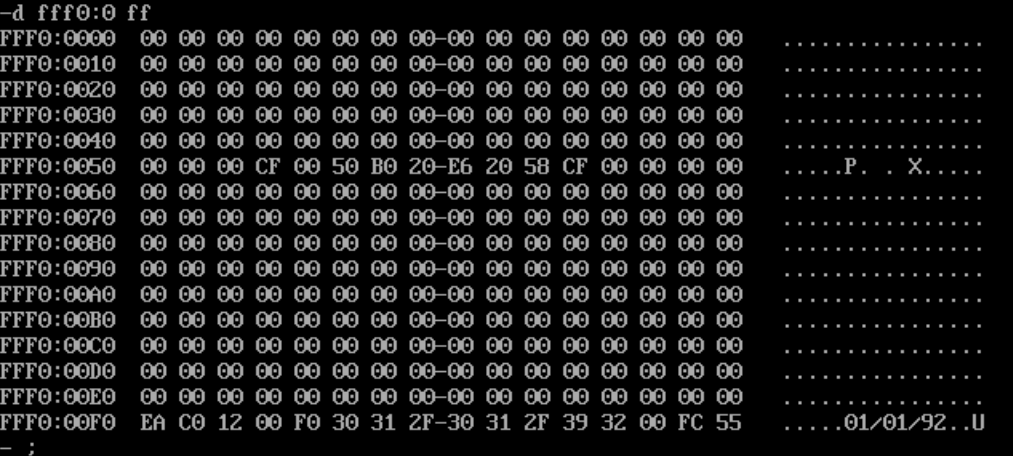 -d fff0:0 ff
FFF0:0000  00 00 00 00 00 00 00 00-00 00 00 00 00 00 00 00   ................
FFF0:0010  00 00 00 00 00 00 00 00-00 00 00 00 00 00 00 00   ................
FFF0:0020  00 00 00 00 00 00 00 00-00 00 00 00 00 00 00 00   ................
FFF0:0030  00 00 00 00 00 00 00 00-00 00 00 00 00 00 00 00   ................
FFF0:0040  00 00 00 00 00 00 00 00-00 00 00 00 00 00 00 00   ................
FFF0:0050  00 00 00 CF 00 50 B0 20-E6 20 58 CF 00 00 00 00   .....P. . X.....
FFF0:0060  00 00 00 00 00 00 00 00-00 00 00 00 00 00 00 00   ................
FFF0:0070  00 00 00 00 00 00 00 00-00 00 00 00 00 00 00 00   ................
FFF0:0080  00 00 00 00 00 00 00 00-00 00 00 00 00 00 00 00   ................
FFF0:0090  00 00 00 00 00 00 00 00-00 00 00 00 00 00 00 00   ................
FFF0:00A0  00 00 00 00 00 00 00 00-00 00 00 00 00 00 00 00   ................
FFF0:00B0  00 00 00 00 00 00 00 00-00 00 00 00 00 00 00 00   ................
FFF0:00C0  00 00 00 00 00 00 00 00-00 00 00 00 00 00 00 00   ................
FFF0:00D0  00 00 00 00 00 00 00 00-00 00 00 00 00 00 00 00   ................
FFF0:00E0  00 00 00 00 00 00 00 00-00 00 00 00 00 00 00 00   ................
FFF0:00F0  EA C0 12 00 F0 30 31 2F-30 31 2F 39 32 00 FC 55   .....01/01/92..U
- ;